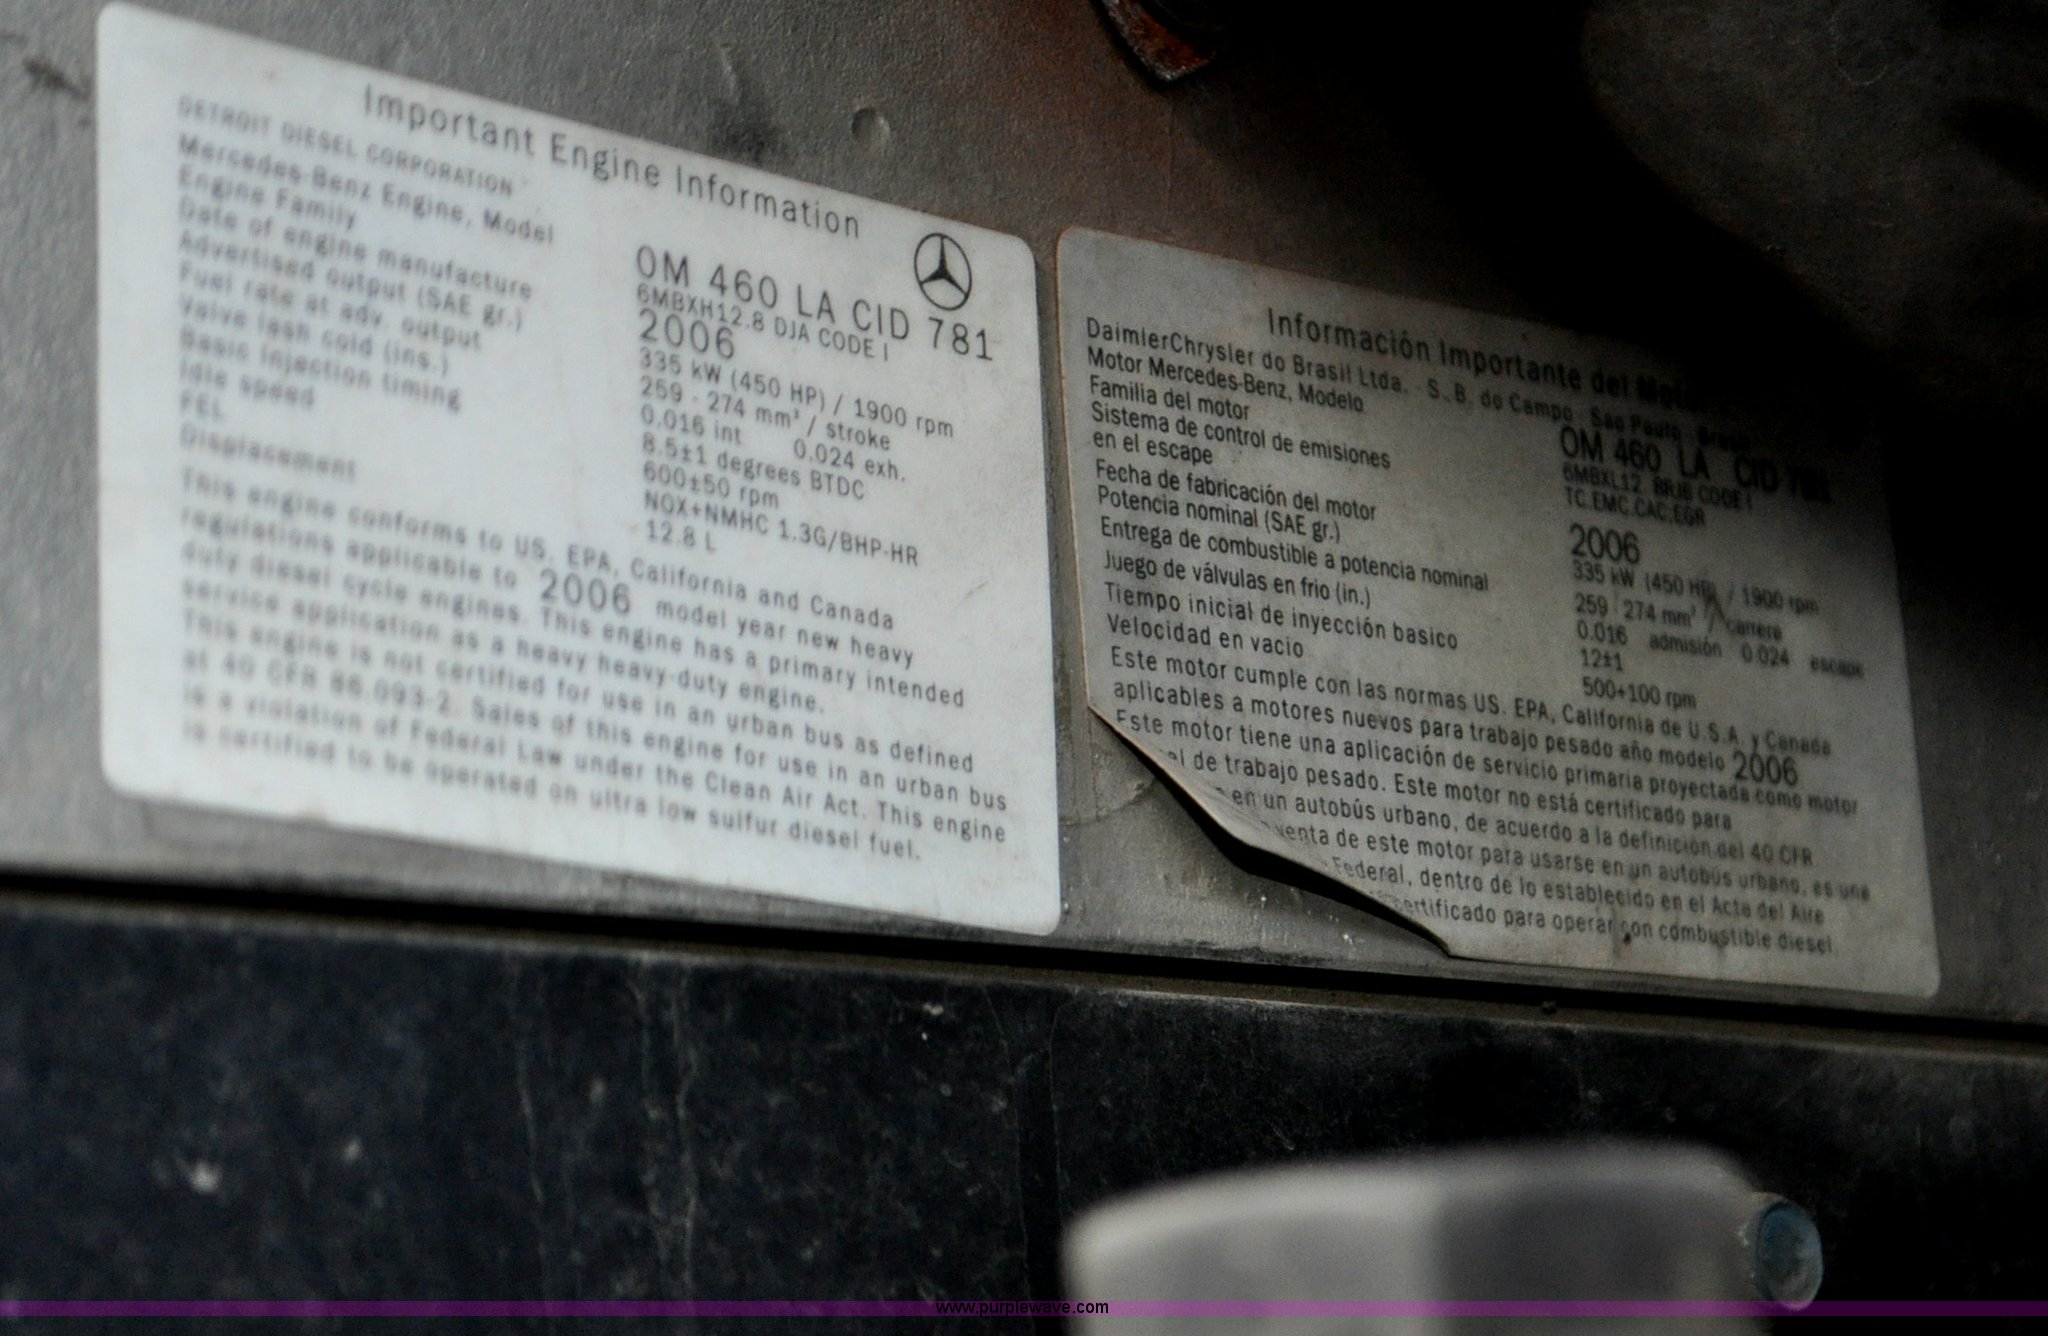 Important Engine Information
DETROIT DIESEL CORPORATION
Mercedes-Benz Engine, Model OM 460 LA CID 781
Engine Family 6MBXH12.8 DJA CODE I
Date of engine manufacture 2006
Advertised output (SAE gr.) 335 kW (450 HP) / 1900 rpm
Fuel rate at adv. output 259 - 274 mm³ / stroke
Valve lash cold (ins.) 0.016 int 0.024 exh.
Basic injection timing 8.5±1 degrees BTDC
Idle speed 600±50 rpm
FEL NOX+NMHC 1.3G/BHP-HR
Displacement 12.8 L
This engine conforms to US. EPA, California and Canada
regulations applicable to 2006 model year new heavy
duty diesel cycle engines. This engine has a primary intended
service application as a heavy heavy-duty engine.
This engine is not certified for use in an urban bus as defined
at 40 CFR 86.093-2. Sales of this engine for use in an urban bus
is a violation of Federal Law under the Clean Air Act. This engine
is certified to be operated on ultra low sulfur diesel fuel.
Información Importante del
DaimlerChrysler do Brasil Ltda. S.B. do Campo Sao Paulo
Motor Mercedes-Benz, Modelo OM 460 LA CID 781
Familia del motor CODE I
Sistema de control de emisiones
en el escape TC.EMC.CAC.EGR
Fecha de fabricación del motor 2006
Potencia nominal (SAE gr.) 335 kW (450 HP) / 1900 rpm
Entrega de combustible a potencia nominal 259 - 274 mm³ / carrera
Juego de válvulas en frio (in.) 0.016 admisión 0.024 escape
Tiempo inicial de inyección basico 12±1
Velocidad en vacio 500+100 rpm
Este motor cumple con las normas US. EPA, California de U.S.A. y Canada
aplicables a motores nuevos para trabajo pesado año modelo 2006
Este motor tiene una aplicación de servicio primaria proyectada como motor
de trabajo pesado. Este motor no está certificado para
en un autobús urbano, de acuerdo a la definición del 40 CFR
venta de este motor para usarse en un autobús urbano, es una
Federal, dentro de lo establecido en el Acta del Aire
certificado para operar con combustible diesel.
www.purplewave.com